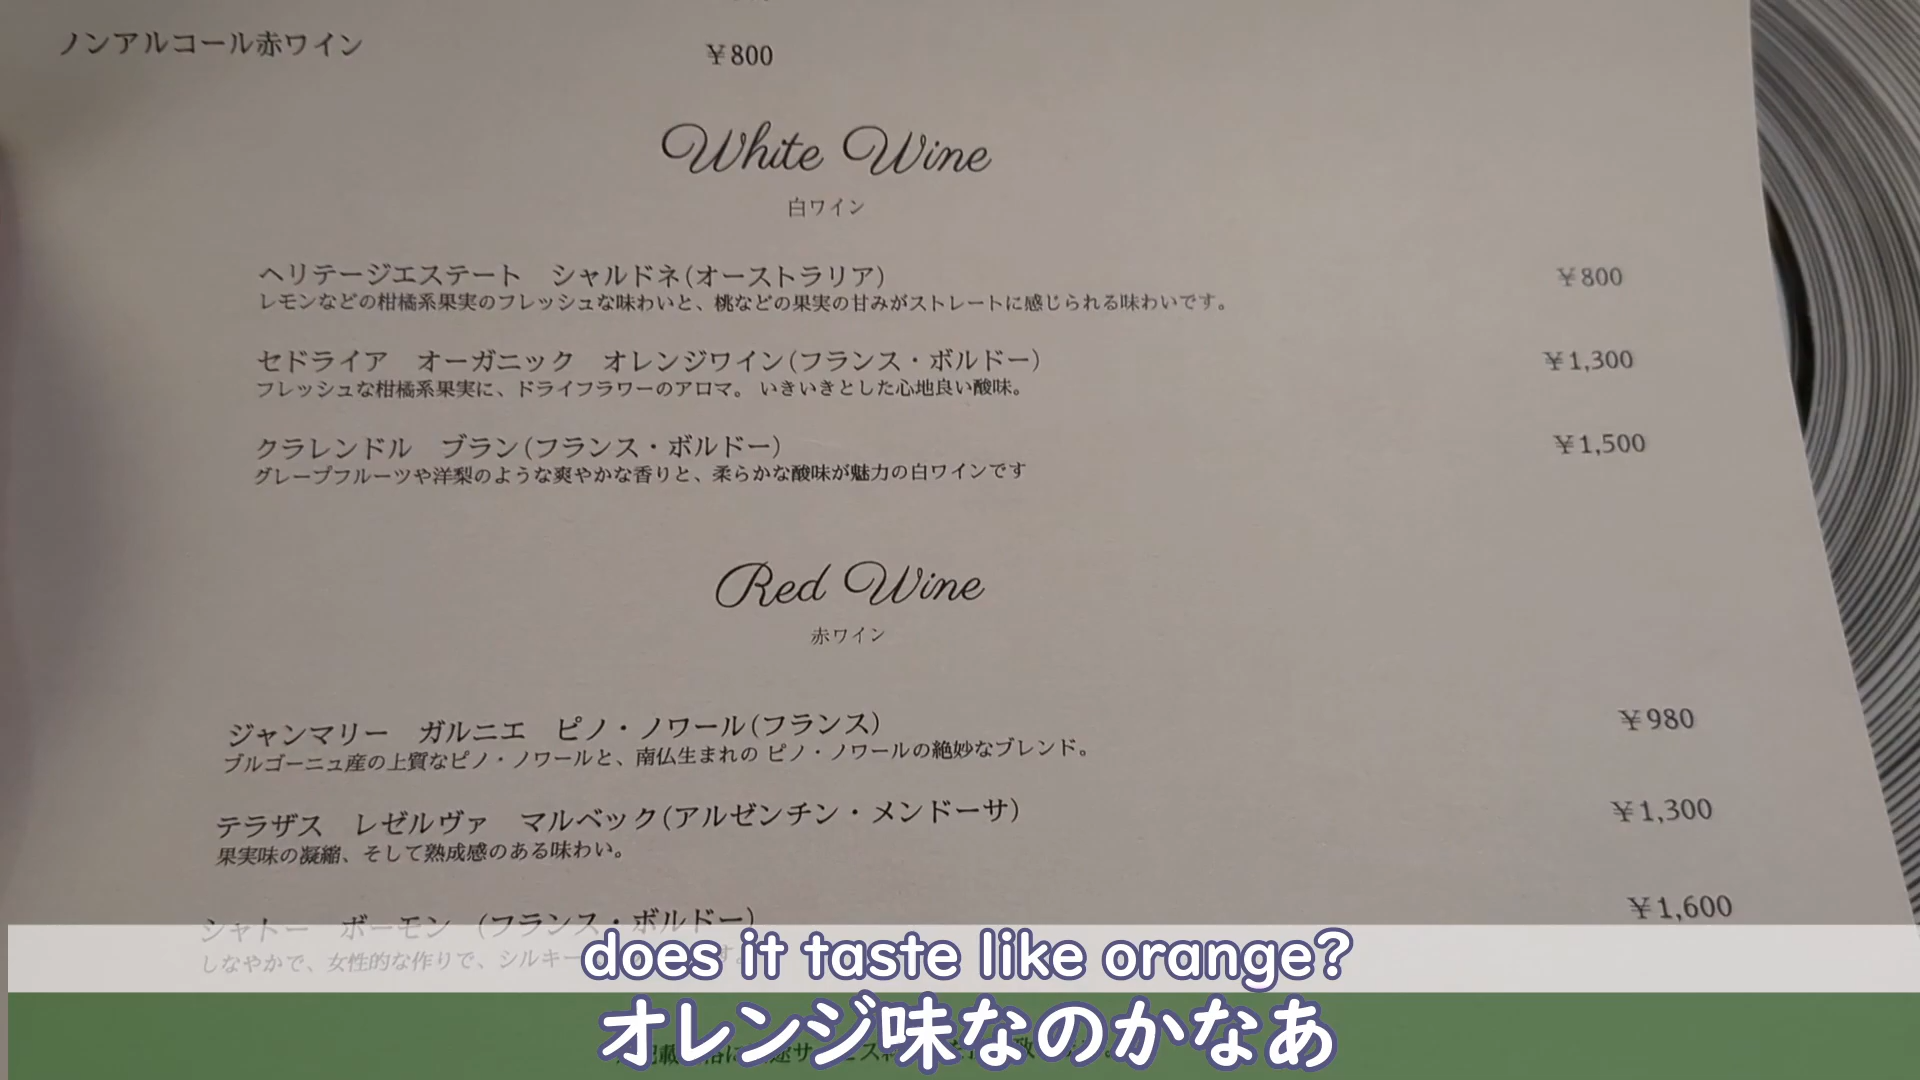 ノンアルコール赤ワイン ¥800
White Wine
白ワイン
ヘリテージエステート シャルドネ(オーストラリア) ¥800
レモンなどの柑橘系果実のフレッシュな味わいと、桃などの果実の甘みがストレートに感じられる味わいです。
セドライア オーガニック オレンジワイン(フランス・ボルドー) ¥1,300
フレッシュな柑橘系果実に、ドライフラワーのアロマ。 いきいきとした心地良い酸味。
クラレンドル ブラン(フランス・ボルドー) ¥1,500
グレープフルーツや洋梨のような爽やかな香りと、柔らかな酸味が魅力の白ワインです
Red Wine
赤ワイン
ジャンマリー ガルニエ ピノ・ノワール(フランス) ¥980
ブルゴーニュ産の上質なピノ・ノワールと、南仏生まれの ピノ・ノワールの絶妙なブレンド。
テラザス レゼルヴァ マルベック(アルゼンチン・メンドーサ) ¥1,300
果実味の凝縮、そして熟成感のある味わい。
シャトー ボーモン (フランス・ボルドー) ¥1,600
しなやかで、女性的な作りで、シルキー
does it taste like orange?
オレンジ味なのかなあ